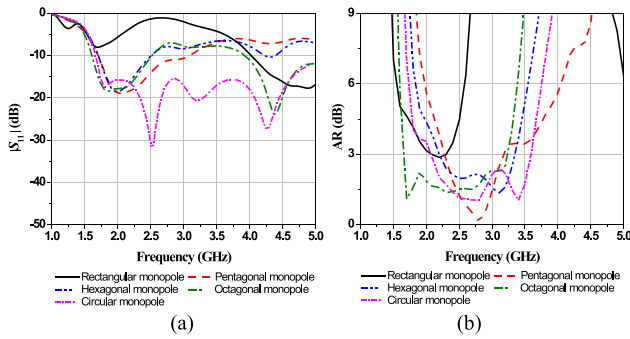 0
-10
-20
-30
-40
-50
|S₁₁| (dB)
1.0 1.5 2.0 2.5 3.0 3.5 4.0 4.5 5.0
Frequency (GHz)
Rectangular monopole
Pentagonal monopole
Hexagonal monopole
Octagonal monopole
Circular monopole
(a)
9
6
3
0
AR (dB)
1.0 1.5 2.0 2.5 3.0 3.5 4.0 4.5 5.0
Frequency (GHz)
Rectangular monopole
Pentagonal monopole
Hexagonal monopole
Octagonal monopole
Circular monopole
(b)